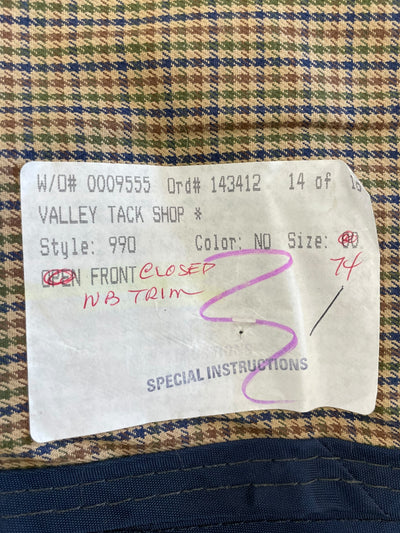 W/O# 0009555 Ord# 143412 14 of
VALLEY TACK SHOP *
Style: 990 Color: NO Size:
74
OPEN FRONT CLOSED
NB TRIM
SPECIAL INSTRUCTIONS